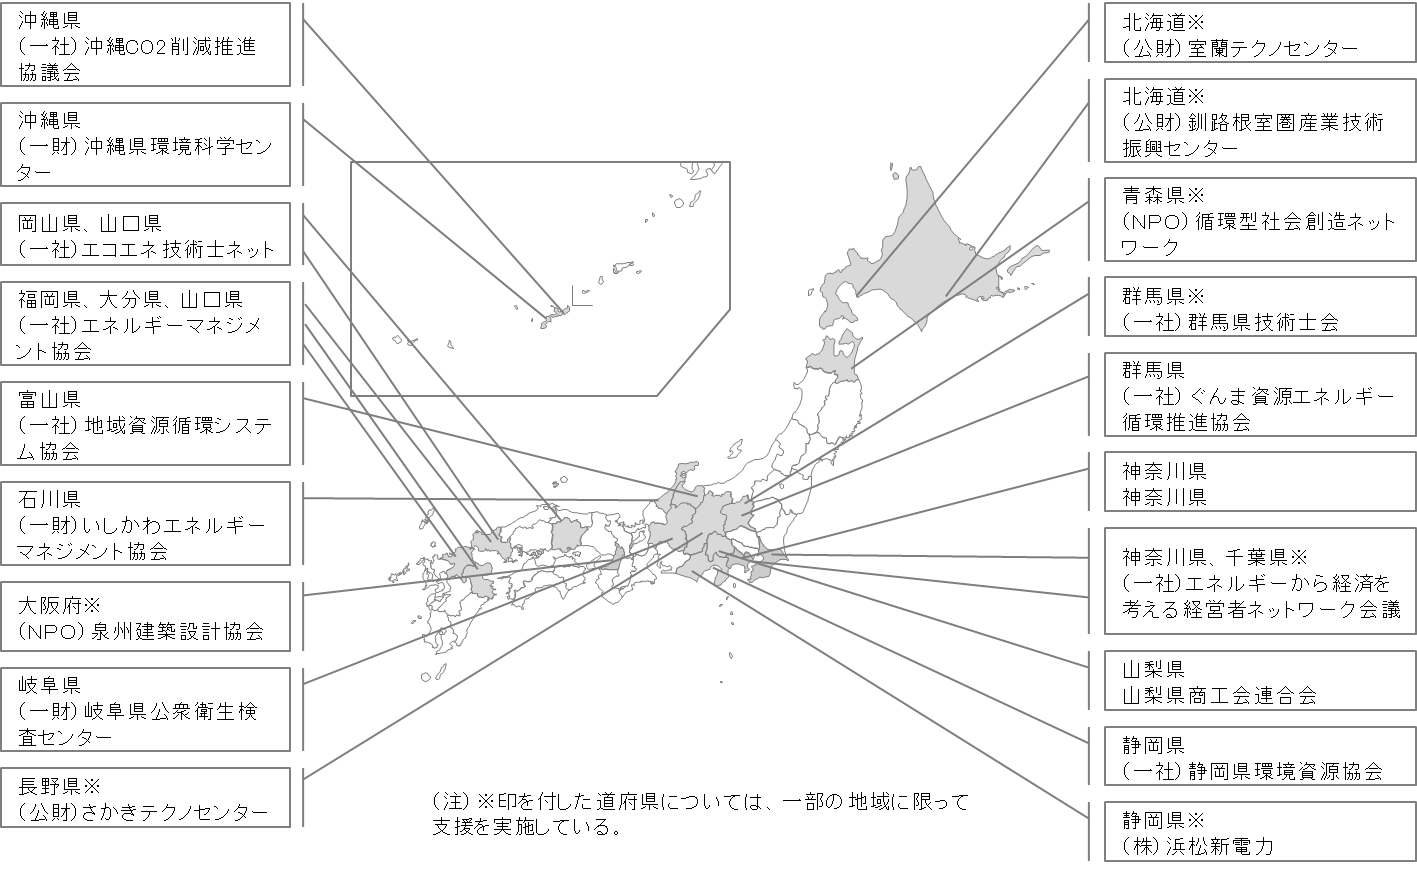 沖縄県
(一社)沖縄CO2削減推進
協議会
沖縄県
(一財)沖縄県環境科学セン
ター
岡山県、山口県
(一社)エコエネ技術士ネット
福岡県、大分県、山口県
(一社)エネルギーマネジメ
ント協会
富山県
(一社)地域資源循環システ
ム協会
石川県
(一財)いしかわエネルギー
マネジメント協会
大阪府※
(NPO)泉州建築設計協会
岐阜県
(一財)岐阜県公衆衛生検
査センター
長野県※
(公財)さかきテクノセンター
北海道※
(公財)室蘭テクノセンター
北海道※
(公財)釧路根室圏産業技術
振興センター
青森県※
(NPO)循環型社会創造ネット
ワーク
群馬県※
(一社)群馬県技術士会
群馬県
(一社)ぐんま資源エネルギー
循環推進協会
神奈川県
神奈川県
神奈川県、千葉県※
(一社)エネルギーから経済を
考える経営者ネットワーク会議
山梨県
山梨県商工会連合会
静岡県
(一社)静岡県環境資源協会
静岡県※
(株)浜松新電力
(注)※印を付した道府県については、一部の地域に限って
支援を実施している。